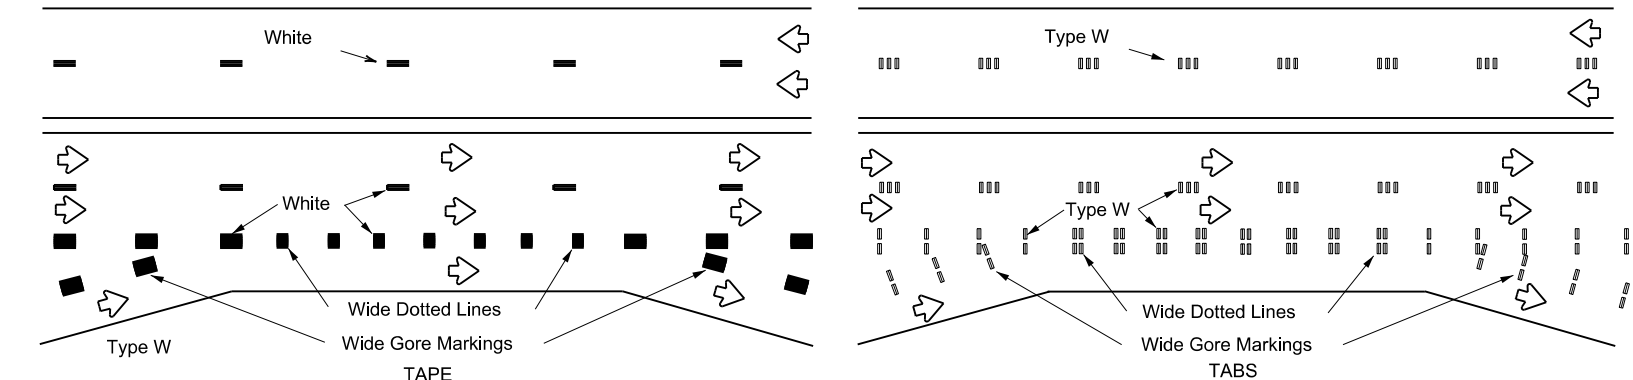 White
White
Wide Dotted Lines
Wide Gore Markings
Type W
TAPE
Type W
Type W
Wide Dotted Lines
Wide Gore Markings
TABS